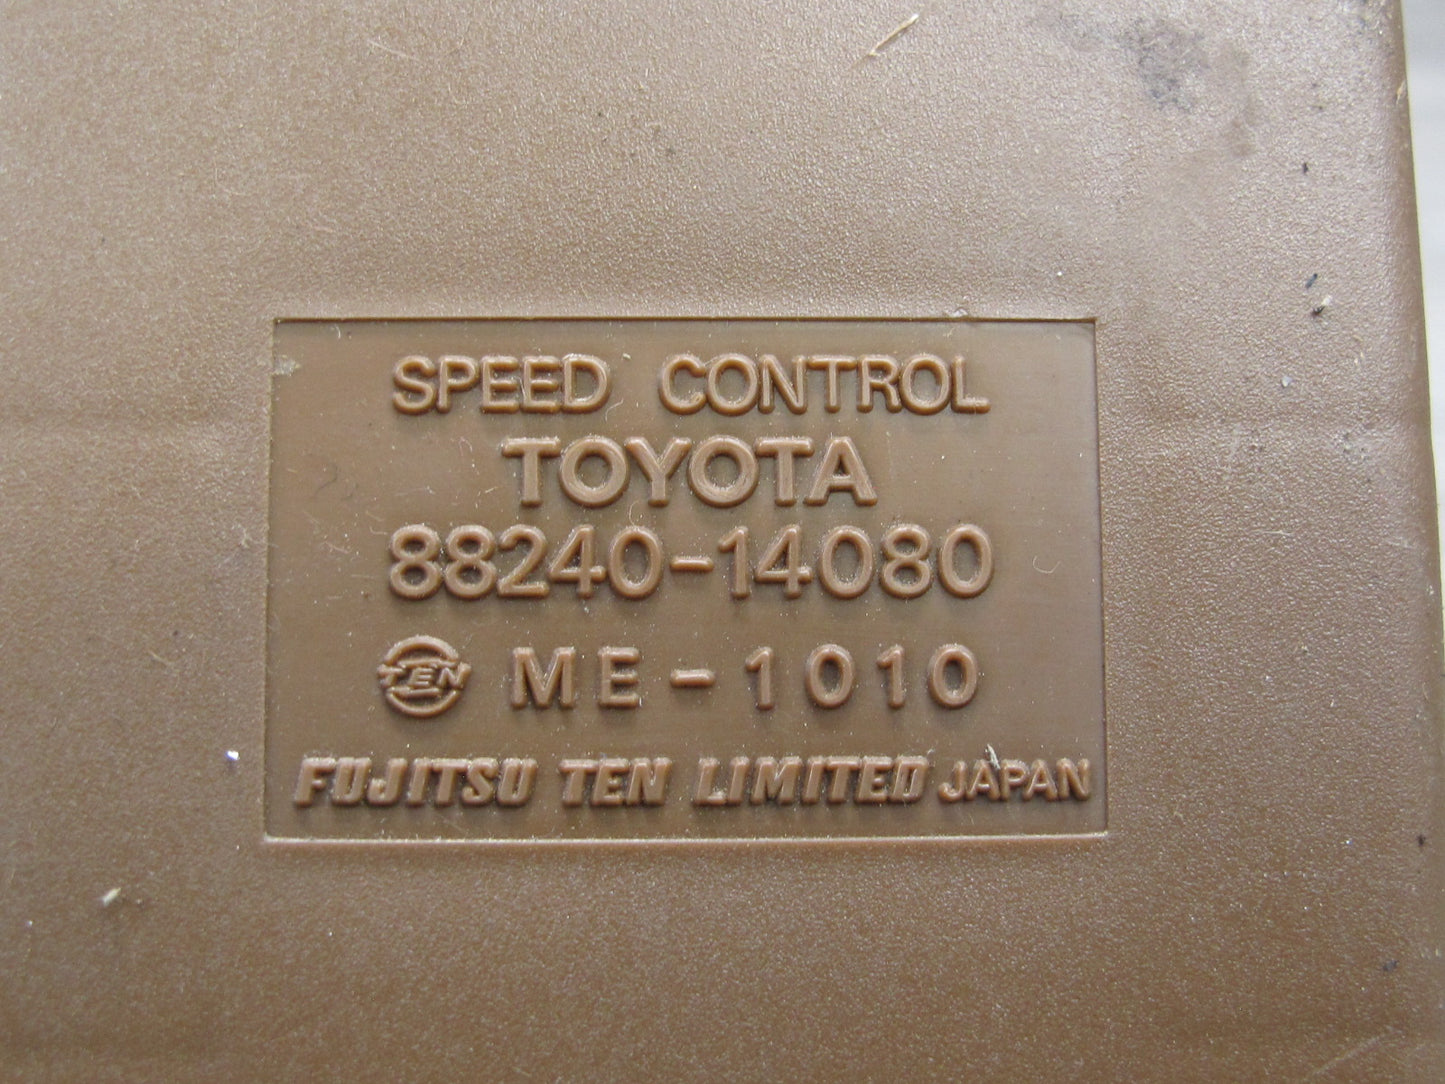 SPEED CONTROL
TOYOTA
88240-14080
TEN ME-1010
FUJITSU TEN LIMITED JAPAN